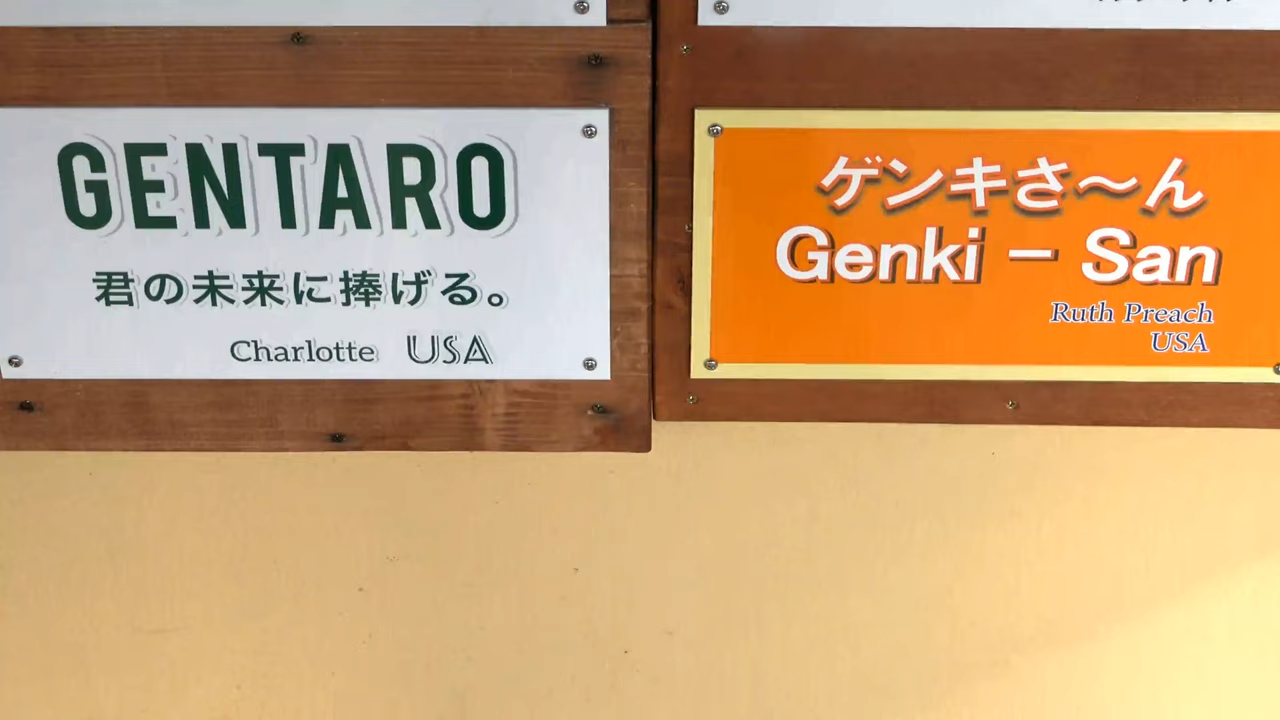 GENTARO
君の未来に捧げる。
Charlotte USA
ゲンキさ～ん
Genki - San
Ruth Preach
USA